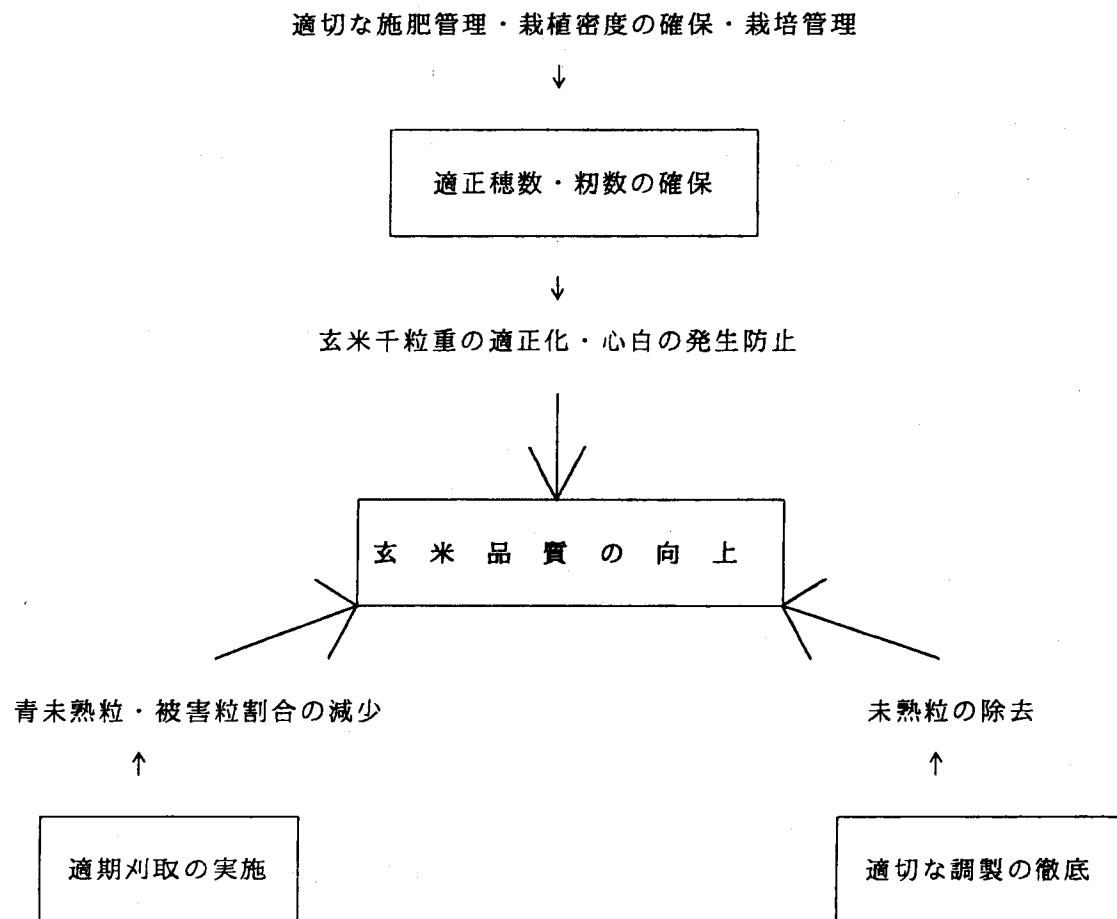 適切な施肥管理・栽植密度の確保・栽培管理
↓
適正穂数・籾数の確保
↓
玄米千粒重の適正化・心白の発生防止
玄米品質の向上
青未熟粒・被害粒割合の減少
未熟粒の除去
↑
↑
適期刈取の実施
適切な調製の徹底